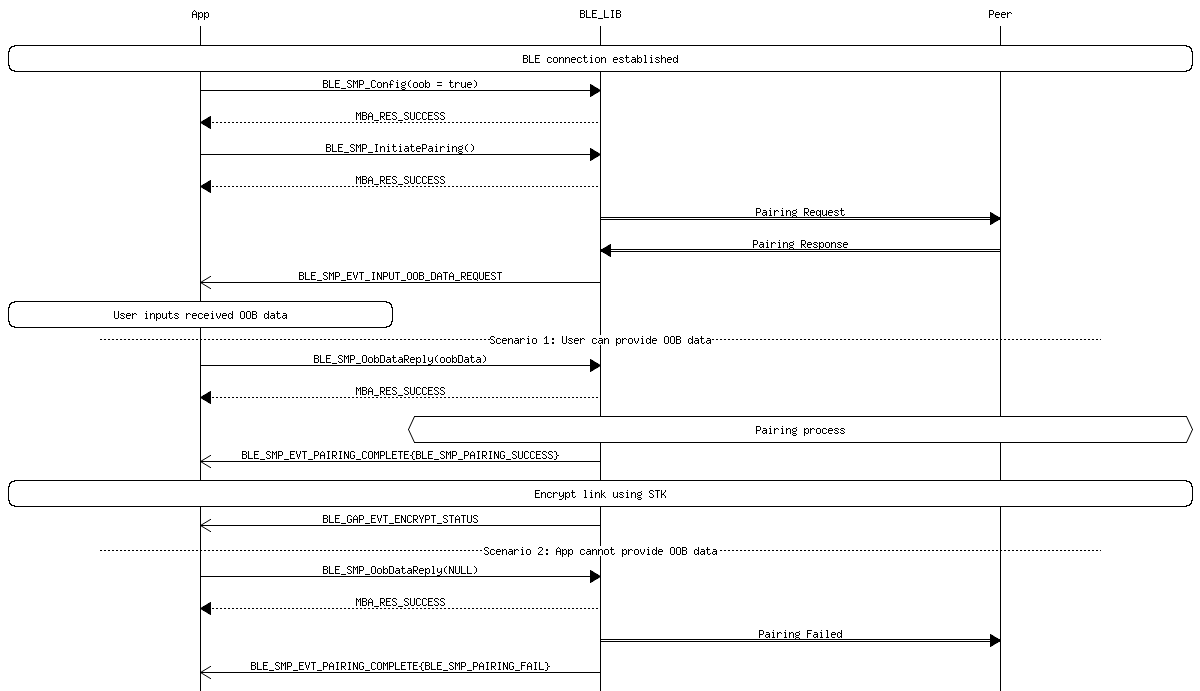 App
BLE_LIB
Peer
BLE connection established
BLE_SMP_Config(oob = true)
MBA_RES_SUCCESS
BLE_SMP_InitiatePairing()
MBA_RES_SUCCESS
Pairing Request
Pairing Response
BLE_SMP_EVT_INPUT_OOB_DATA_REQUEST
User inputs received OOB data
Scenario 1: User can provide OOB data
BLE_SMP_OobDataReply(oobData)
MBA_RES_SUCCESS
Pairing process
BLE_SMP_EVT_PAIRING_COMPLETE{BLE_SMP_PAIRING_SUCCESS}
Encrypt link using STK
BLE_GAP_EVT_ENCRYPT_STATUS
Scenario 2: App cannot provide OOB data
BLE_SMP_OobDataReply(NULL)
MBA_RES_SUCCESS
Pairing Failed
BLE_SMP_EVT_PAIRING_COMPLETE{BLE_SMP_PAIRING_FAIL}